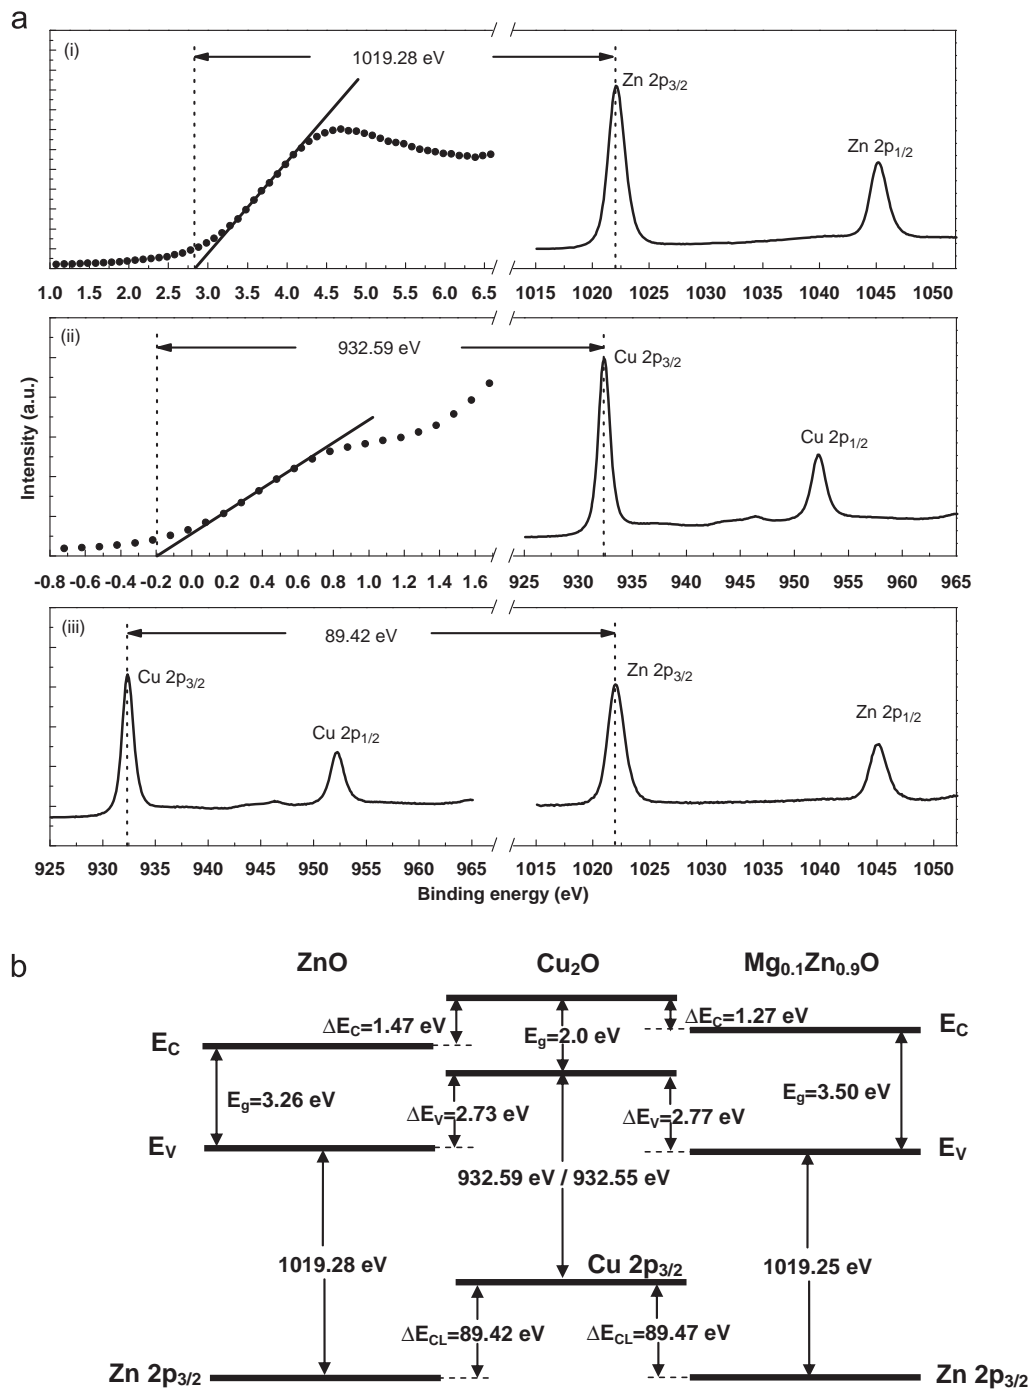 a
(i)
1019.28 eV
Zn 2p3/2
Zn 2p1/2
1.0 1.5 2.0 2.5 3.0 3.5 4.0 4.5 5.0 5.5 6.0 6.5 1015 1020 1025 1030 1035 1040 1045 1050
(ii)
932.59 eV
Cu 2p3/2
Cu 2p1/2
Intensity (a.u.)
-0.8 -0.6 -0.4 -0.2 0.0 0.2 0.4 0.6 0.8 1.0 1.2 1.4 1.6 925 930 935 940 945 950 955 960 965
(iii)
89.42 eV
Cu 2p3/2
Cu 2p1/2
Zn 2p3/2
Zn 2p1/2
925 930 935 940 945 950 955 960 965 1015 1020 1025 1030 1035 1040 1045 1050
Binding energy (eV)
b
ZnO Cu2O Mg0.1Zn0.9O
ΔEC=1.47 eV ΔEC=1.27 eV
EC Eg=2.0 eV EC
Eg=3.26 eV Eg=3.50 eV
ΔEV=2.73 eV ΔEV=2.77 eV
EV EV
932.59 eV / 932.55 eV
1019.28 eV Cu 2p3/2 1019.25 eV
ΔECL=89.42 eV ΔECL=89.47 eV
Zn 2p3/2 Zn 2p3/2